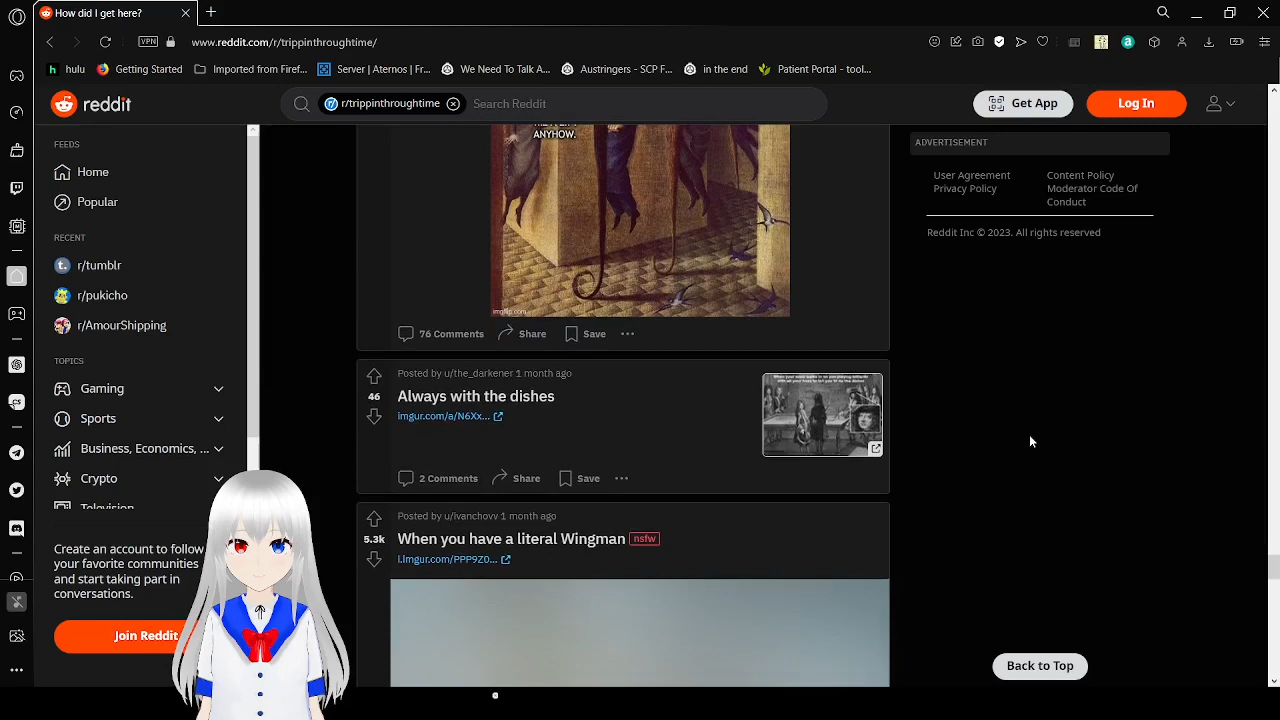 How did I get here?
VPN
www.reddit.com/r/trippinthroughtime/
hulu
Getting Started
Imported from Firef...
Server | Aternos | Fr...
We Need To Talk A...
Austringers - SCP F...
in the end
Patient Portal - tool...
reddit
r/trippinthroughtime
Search Reddit
Get App
Log In
FEEDS
Home
Popular
RECENT
r/tumblr
r/pukicho
r/AmourShipping
TOPICS
Gaming
Sports
Business, Economics, ...
Crypto
Television
Create an account to follow
your favorite communities
and start taking part in
conversations.
Join Reddit
ANYHOW.
imgflip.com
76 Comments
Share
Save
Posted by u/the_darkener 1 month ago
46
Always with the dishes
imgur.com/a/N6Xx...
2 Comments
Share
Save
Posted by u/ivanchovv 1 month ago
5.3k
When you have a literal Wingman nsfw
i.imgur.com/PPP9Z0...
ADVERTISEMENT
User Agreement
Privacy Policy
Content Policy
Moderator Code Of
Conduct
Reddit Inc © 2023. All rights reserved
Back to Top